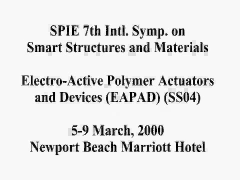 SPIE 7th Intl. Symp. on
Smart Structures and Materials
Electro-Active Polymer Actuators
and Devices (EAPAD) (SS04)
5-9 March, 2000
Newport Beach Marriott Hotel